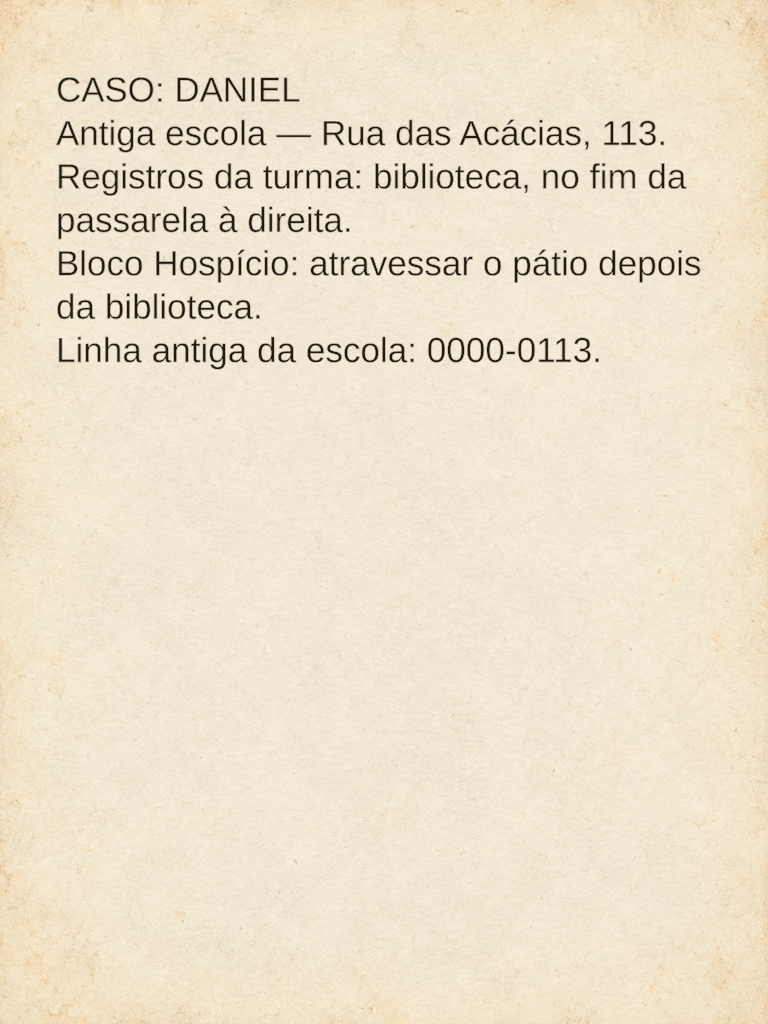 CASO: DANIEL
Antiga escola — Rua das Acácias, 113.
Registros da turma: biblioteca, no fim da
passarela à direita.
Bloco Hospício: atravessar o pátio depois
da biblioteca.
Linha antiga da escola: 0000-0113.